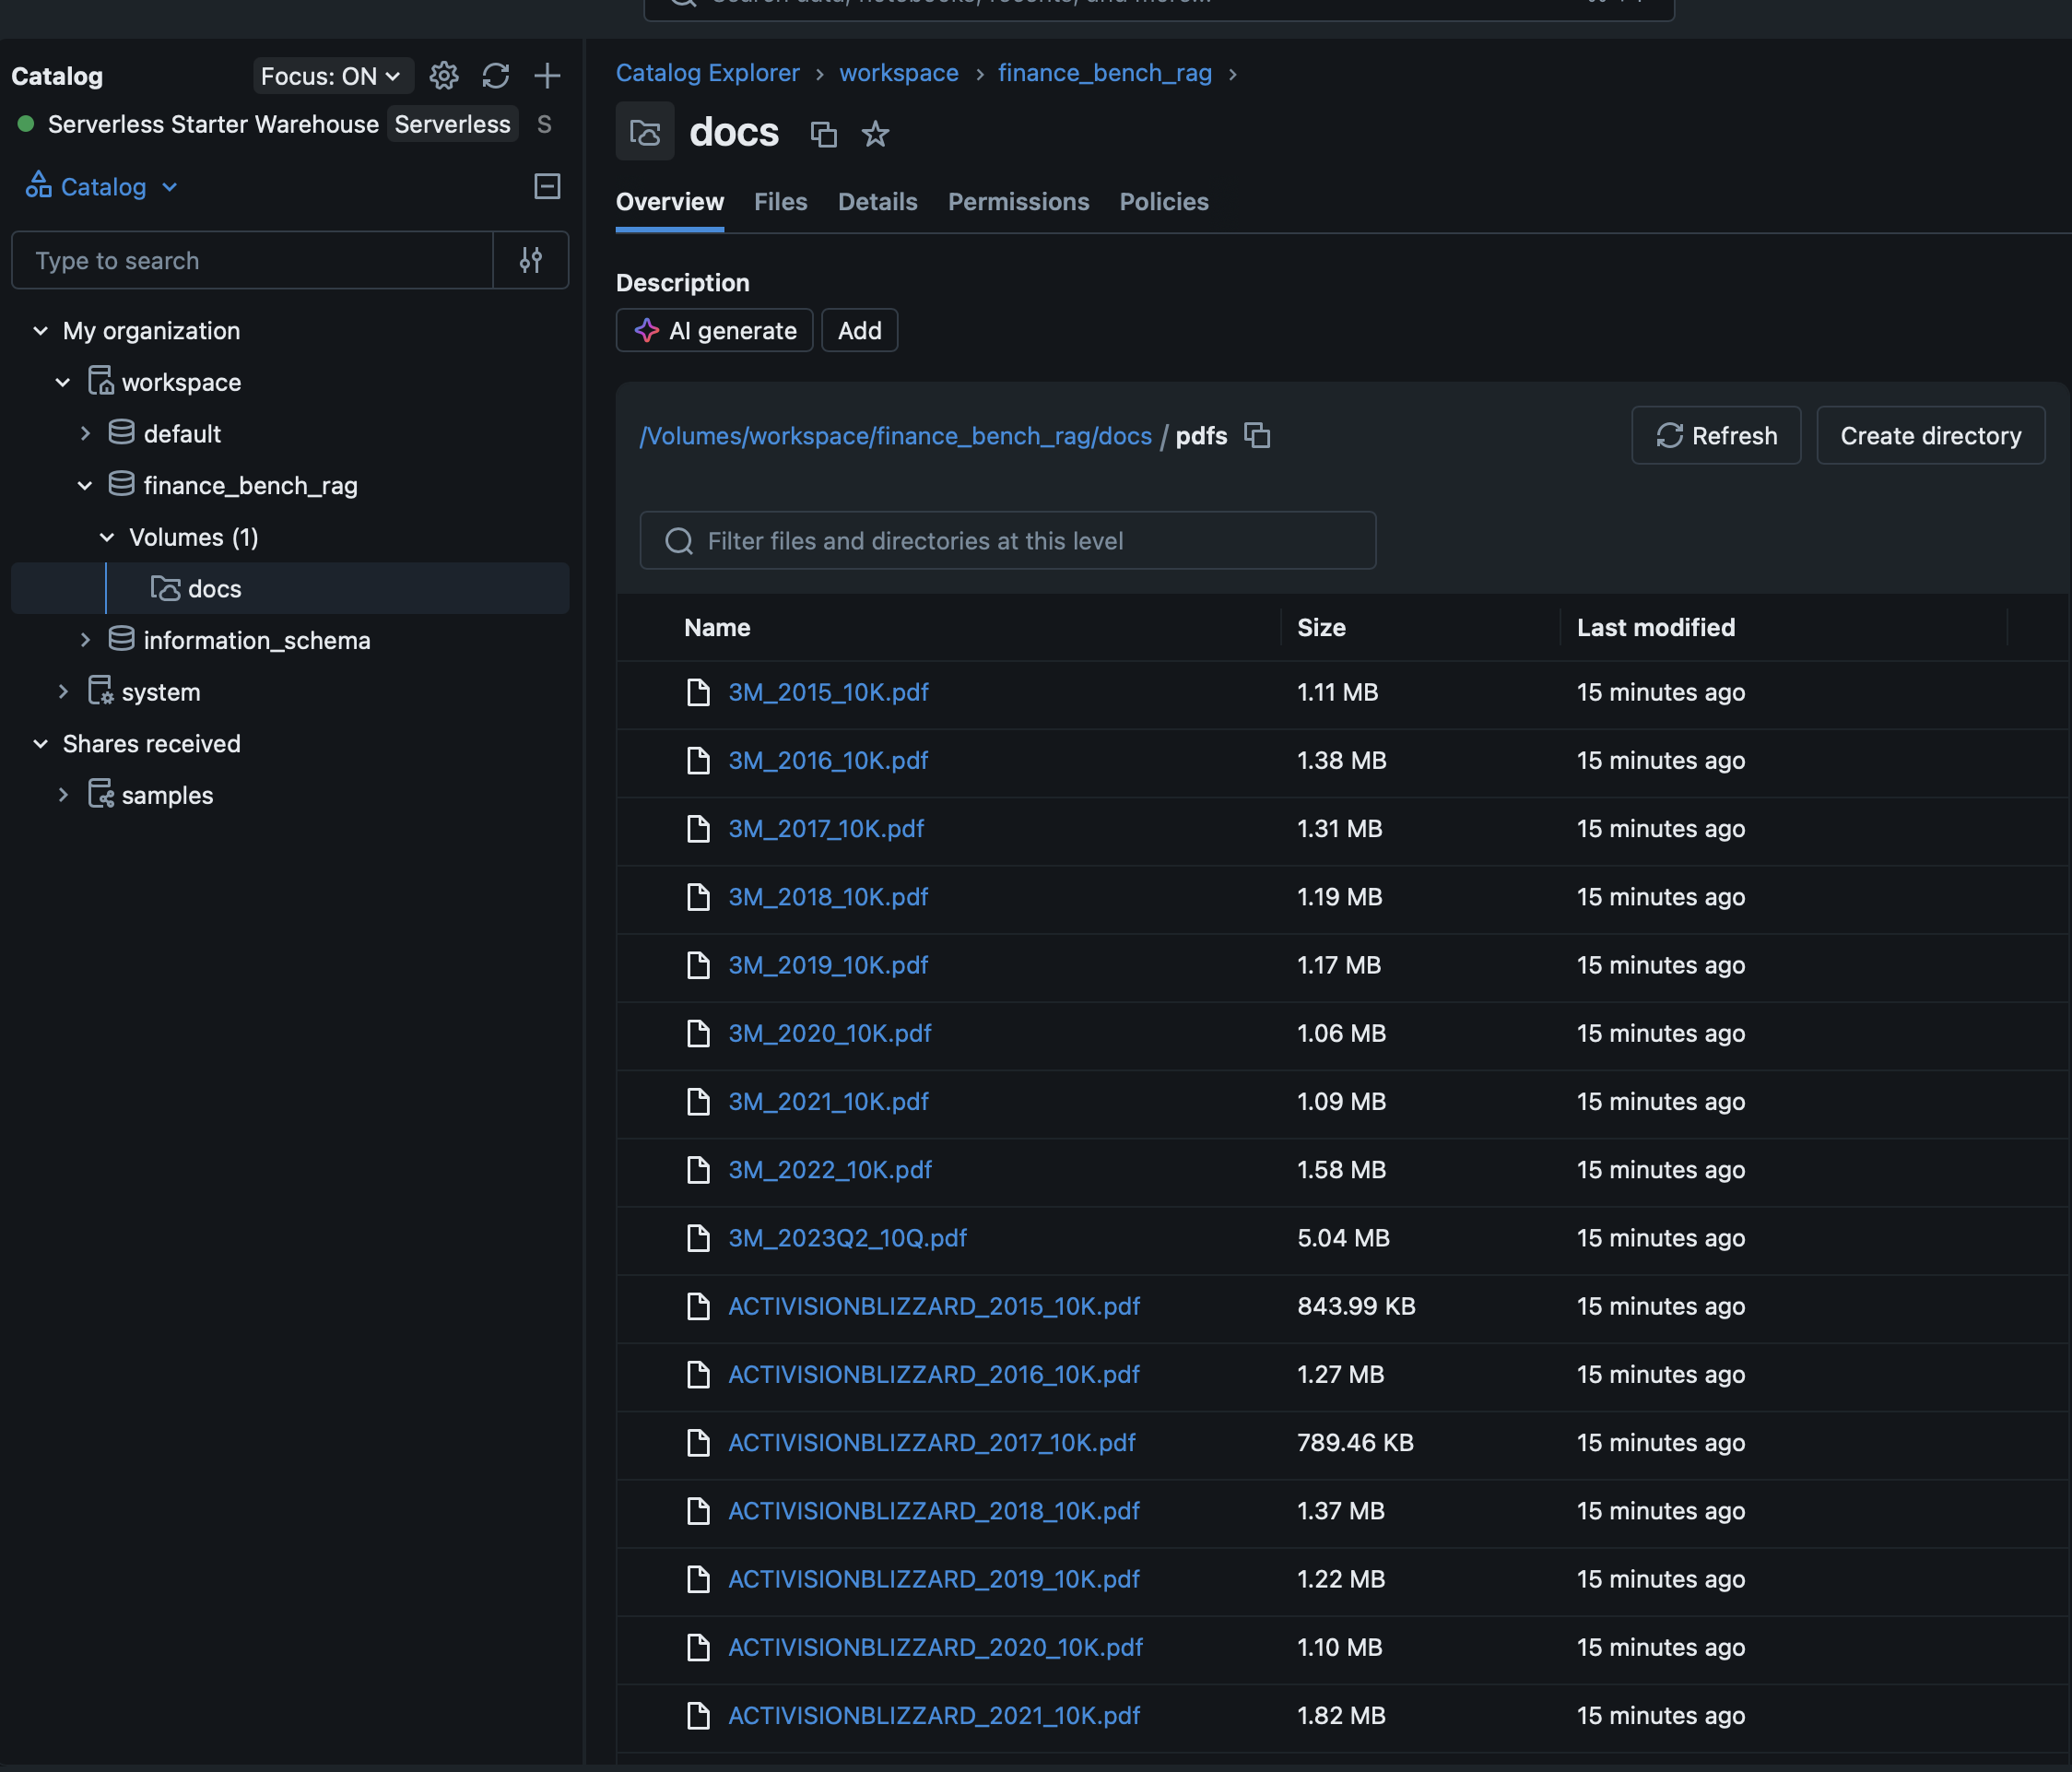 Search data, notebooks, recents, and more...
Catalog
Focus: ON
Serverless Starter Warehouse Serverless S
Catalog
Type to search
My organization
workspace
default
finance_bench_rag
Volumes (1)
docs
information_schema
system
Shares received
samples
Catalog Explorer › workspace › finance_bench_rag ›
docs
Overview Files Details Permissions Policies
Description
AI generate Add
/Volumes/workspace/finance_bench_rag/docs / pdfs Refresh Create directory
Filter files and directories at this level
Name Size Last modified
3M_2015_10K.pdf 1.11 MB 15 minutes ago
3M_2016_10K.pdf 1.38 MB 15 minutes ago
3M_2017_10K.pdf 1.31 MB 15 minutes ago
3M_2018_10K.pdf 1.19 MB 15 minutes ago
3M_2019_10K.pdf 1.17 MB 15 minutes ago
3M_2020_10K.pdf 1.06 MB 15 minutes ago
3M_2021_10K.pdf 1.09 MB 15 minutes ago
3M_2022_10K.pdf 1.58 MB 15 minutes ago
3M_2023Q2_10Q.pdf 5.04 MB 15 minutes ago
ACTIVISIONBLIZZARD_2015_10K.pdf 843.99 KB 15 minutes ago
ACTIVISIONBLIZZARD_2016_10K.pdf 1.27 MB 15 minutes ago
ACTIVISIONBLIZZARD_2017_10K.pdf 789.46 KB 15 minutes ago
ACTIVISIONBLIZZARD_2018_10K.pdf 1.37 MB 15 minutes ago
ACTIVISIONBLIZZARD_2019_10K.pdf 1.22 MB 15 minutes ago
ACTIVISIONBLIZZARD_2020_10K.pdf 1.10 MB 15 minutes ago
ACTIVISIONBLIZZARD_2021_10K.pdf 1.82 MB 15 minutes ago